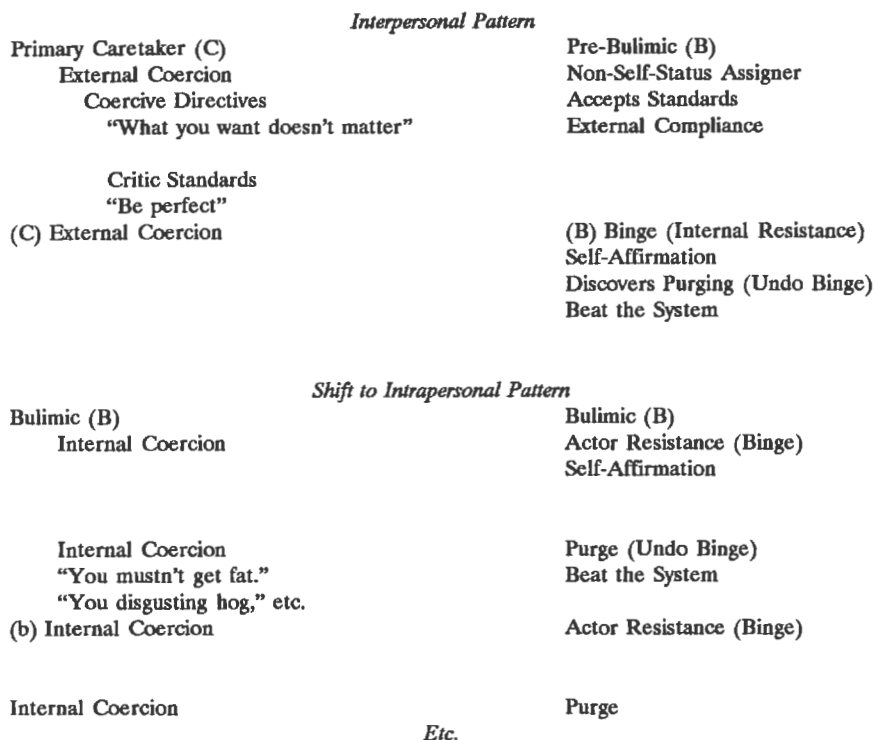 Interpersonal Pattern
Primary Caretaker (C) Pre-Bulimic (B)
External Coercion Non-Self-Status Assigner
Coercive Directives Accepts Standards
“What you want doesn't matter” External Compliance
Critic Standards
“Be perfect”
(C) External Coercion (B) Binge (Internal Resistance)
Self-Affirmation
Discovers Purging (Undo Binge)
Beat the System
Shift to Intrapersonal Pattern
Bulimic (B) Bulimic (B)
Internal Coercion Actor Resistance (Binge)
Self-Affirmation
Internal Coercion Purge (Undo Binge)
“You mustn't get fat.” Beat the System
“You disgusting hog,” etc.
(b) Internal Coercion Actor Resistance (Binge)
Internal Coercion Purge
Etc.